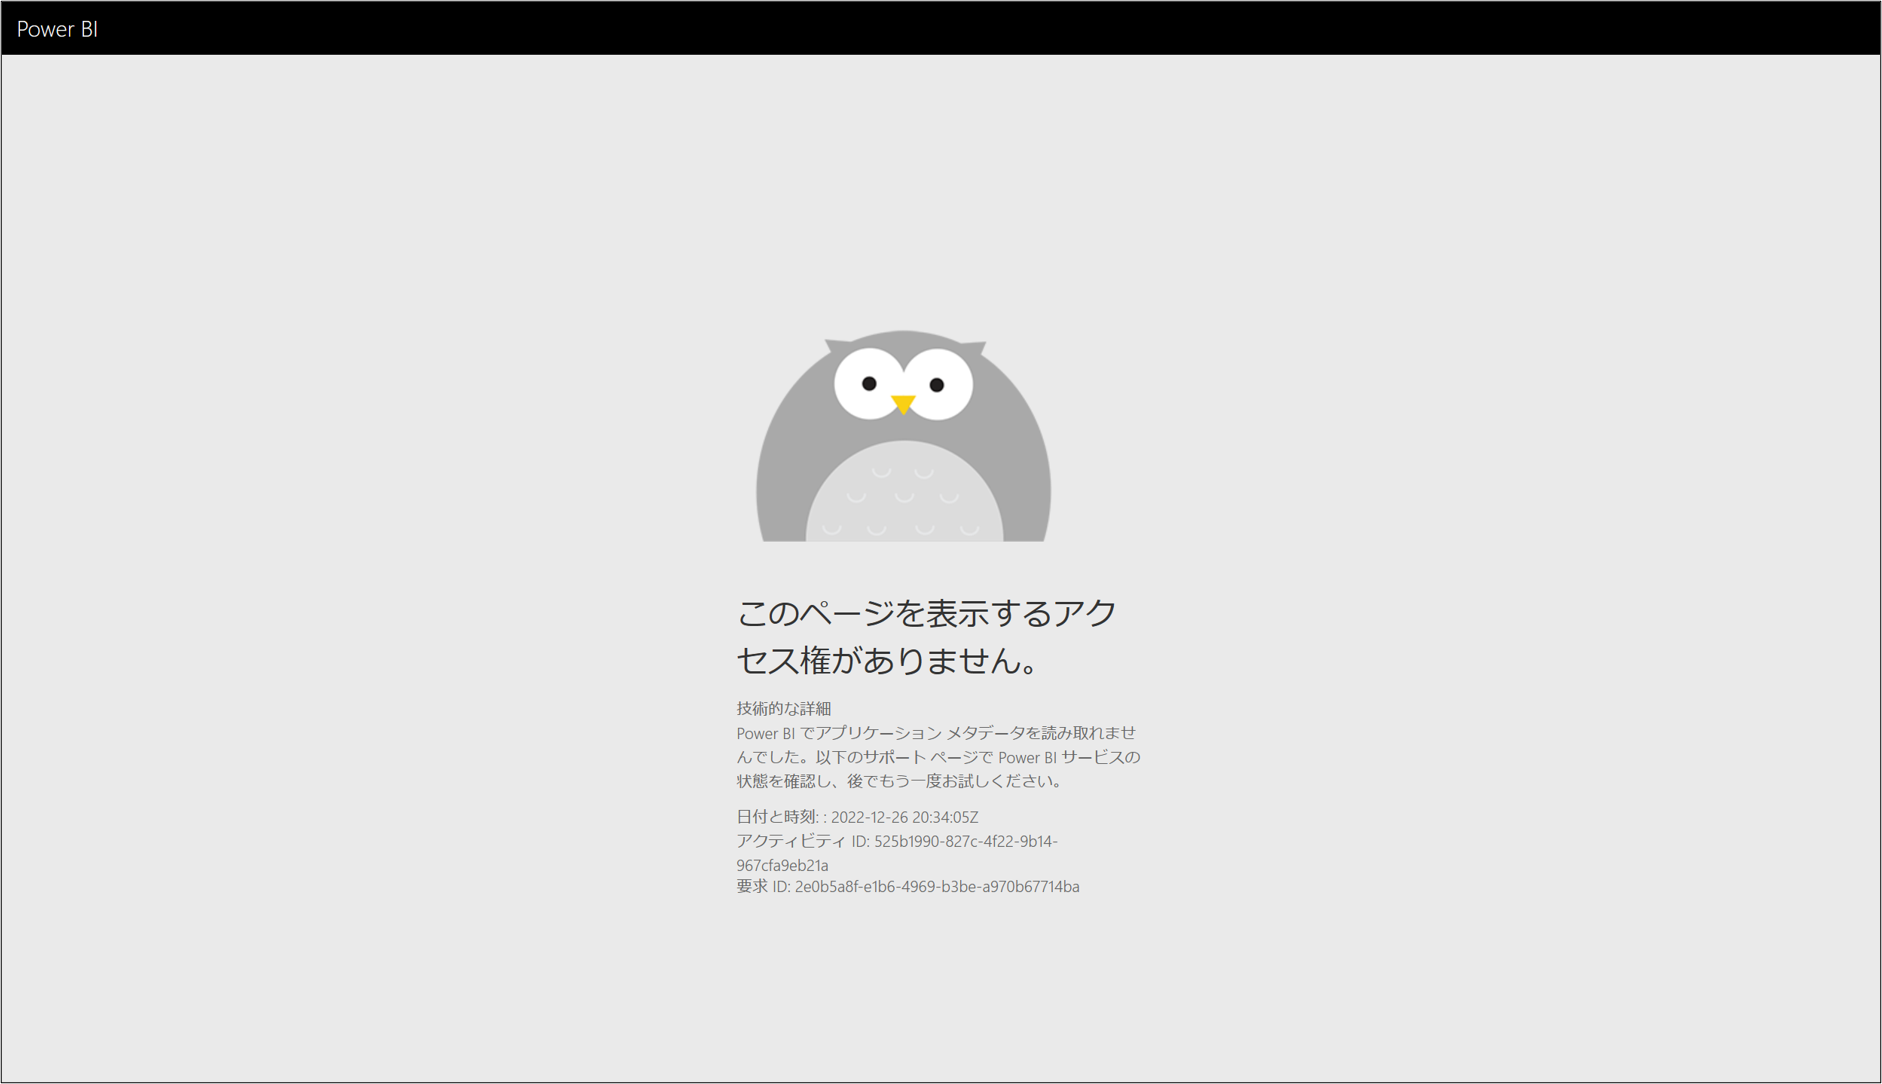 Power BI
このページを表示するアク
セス権がありません。
技術的な詳細
Power BI でアプリケーション メタデータを読み取れませ
んでした。以下のサポート ページで Power BI サービスの
状態を確認し、後でもう一度お試しください。
日付と時刻: : 2022-12-26 20:34:05Z
アクティビティ ID: 525b1990-827c-4f22-9b14-
967cfa9eb21a
要求 ID: 2e0b5a8f-e1b6-4969-b3be-a970b67714ba